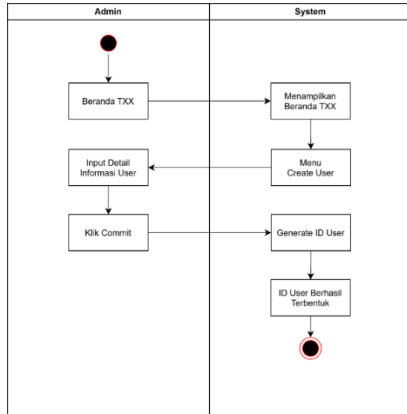 Admin
System
Beranda TXX
Menampilkan
Beranda TXX
Input Detail
Informasi User
Menu
Create User
Klik Commit
Generate ID User
ID User Berhasil
Terbentuk